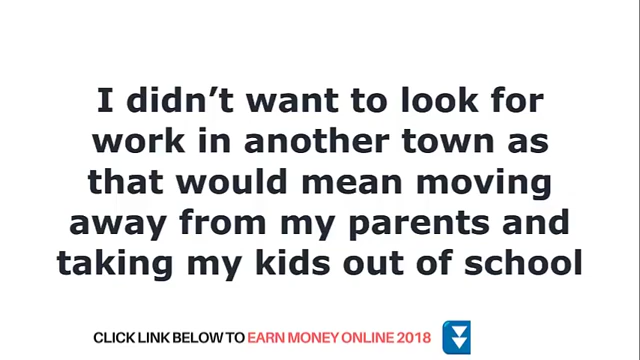 I didn’t want to look for
work in another town as
that would mean moving
away from my parents and
taking my kids out of school
CLICK LINK BELOW TO EARN MONEY ONLINE 2018